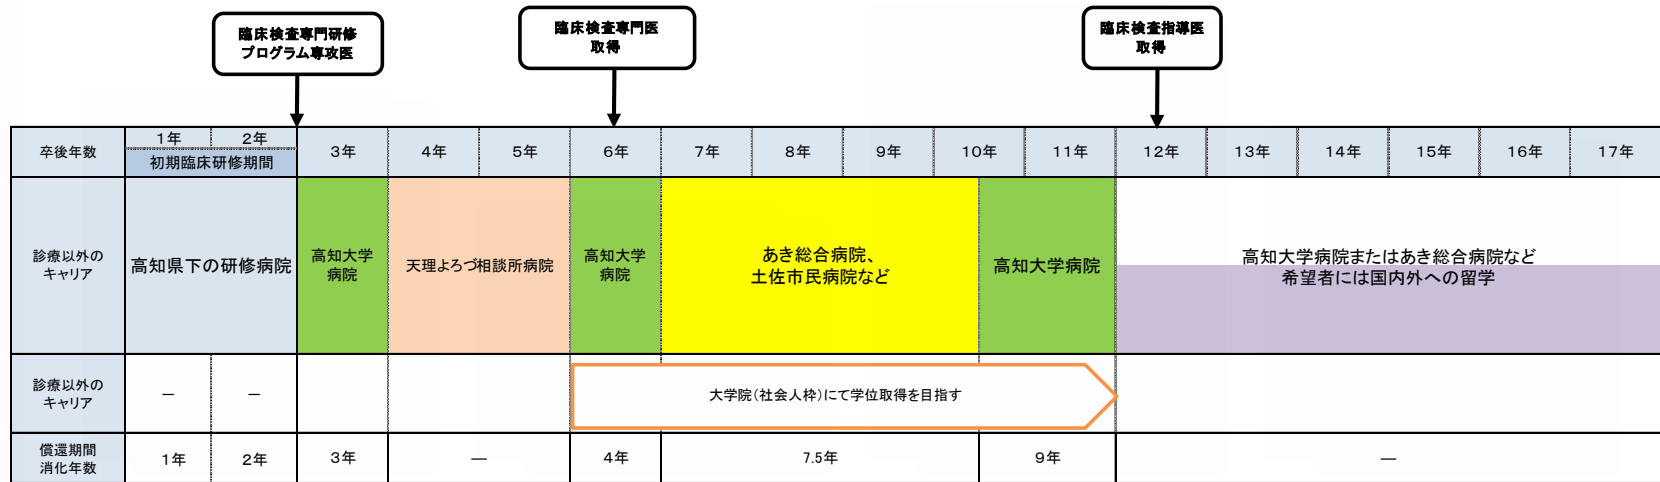 臨床検査専門研修
プログラム専攻医
臨床検査専門医
取得
臨床検査指導医
取得
卒後年数
1年
2年
初期臨床研修期間
3年
4年
5年
6年
7年
8年
9年
10年
11年
12年
13年
14年
15年
16年
17年
診療以外の
キャリア
高知県下の研修病院
高知大学
病院
天理よろづ相談所病院
高知大学
病院
あき総合病院、
土佐市民病院など
高知大学病院
高知大学病院またはあき総合病院など
希望者には国内外への留学
診療以外の
キャリア
－
－
大学院(社会人枠)にて学位取得を目指す
償還期間
消化年数
1年
2年
3年
―
4年
7.5年
9年
―